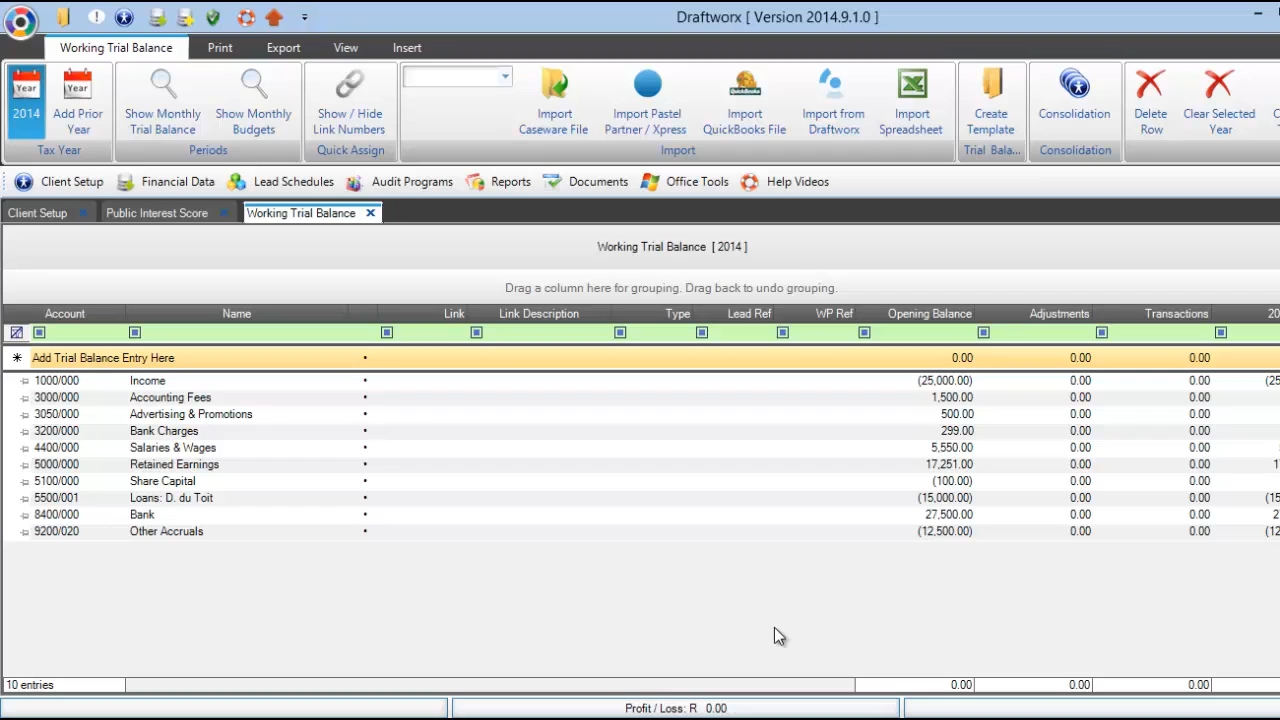 Draftworx [ Version 2014.9.1.0 ]
Working Trial Balance Print Export View Insert
Year Year
2014 Add Prior Year Show Monthly Trial Balance Show Monthly Budgets Show / Hide Link Numbers Import Caseware File Import Pastel Partner / Xpress QuickBooks Import QuickBooks File Import from Draftworx Import Spreadsheet Create Template Consolidation Delete Row Clear Selected Year
Tax Year Periods Quick Assign Import Trial Bala... Consolidation
Client Setup Financial Data Lead Schedules Audit Programs Reports Documents Office Tools Help Videos
Client Setup Public Interest Score Working Trial Balance
Working Trial Balance [ 2014 ]
Drag a column here for grouping. Drag back to undo grouping.
Account Name Link Link Description Type Lead Ref WP Ref Opening Balance Adjustments Transactions 20
Add Trial Balance Entry Here • 0.00 0.00 0.00
1000/000 Income • (25,000.00) 0.00 0.00 (25
3000/000 Accounting Fees • 1,500.00 0.00 0.00
3050/000 Advertising & Promotions • 500.00 0.00 0.00
3200/000 Bank Charges • 299.00 0.00 0.00
4400/000 Salaries & Wages • 5,550.00 0.00 0.00
5000/000 Retained Earnings • 17,251.00 0.00 0.00 1
5100/000 Share Capital • (100.00) 0.00 0.00
5500/001 Loans: D. du Toit • (15,000.00) 0.00 0.00 (15
8400/000 Bank • 27,500.00 0.00 0.00 2
9200/020 Other Accruals • (12,500.00) 0.00 0.00 (12
10 entries 0.00 0.00 0.00
Profit / Loss: R 0.00